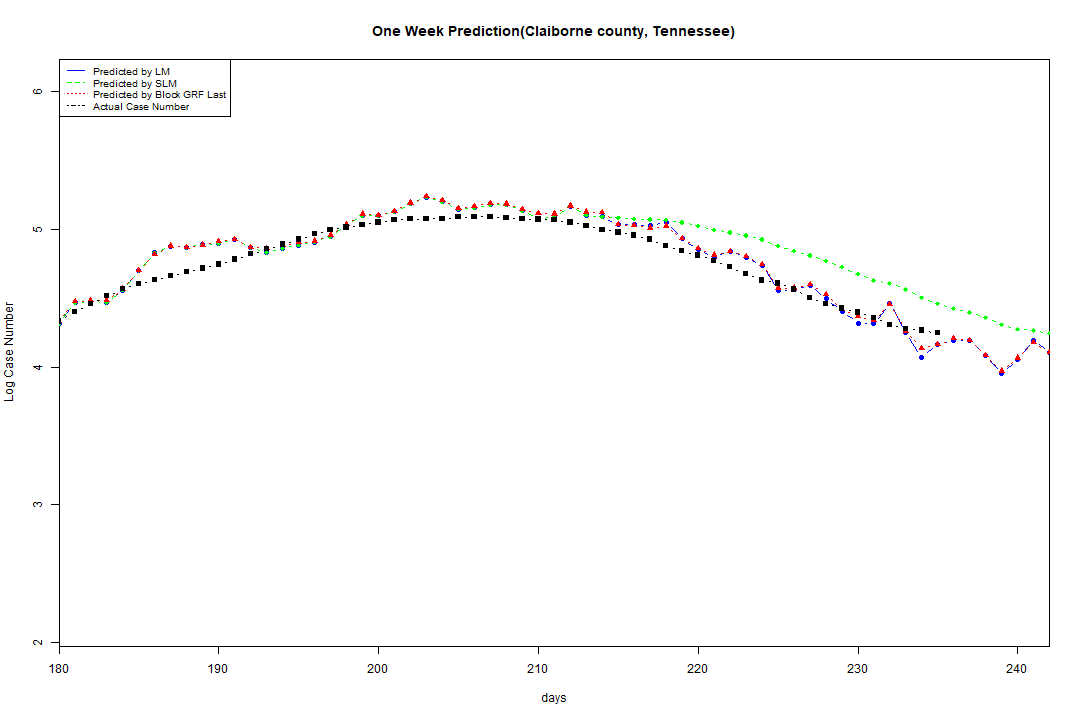 One Week Prediction(Claiborne county, Tennessee)
Predicted by LM
Predicted by SLM
Predicted by Block GRF Last
Actual Case Number
Log Case Number
6
5
4
3
2
180 190 200 210 220 230 240
days